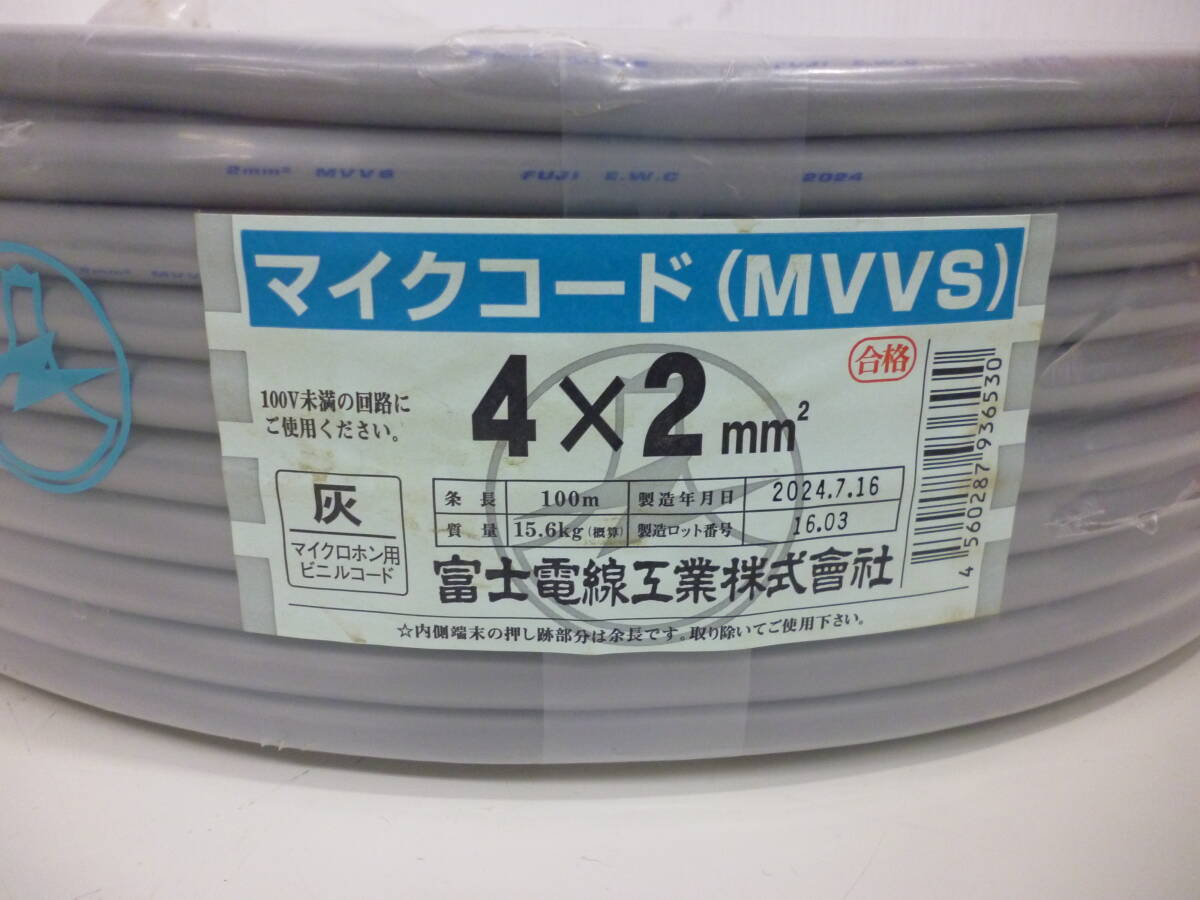 FUJI E.W.C
2mm² MVVS FUJI E.W.C 2024
マイクコード(MVVS)
合格
100V未満の回路に
ご使用ください。
4×2mm²
灰
マイクロホン用
ビニルコード
条長 100m 製造年月日 2024.7.16
質量 15.6kg(概算) 製造ロット番号 16.03
富士電線工業株式會社
☆内側端末の押し跡部分は余長です。取り除いてご使用下さい。
4 560287 936530